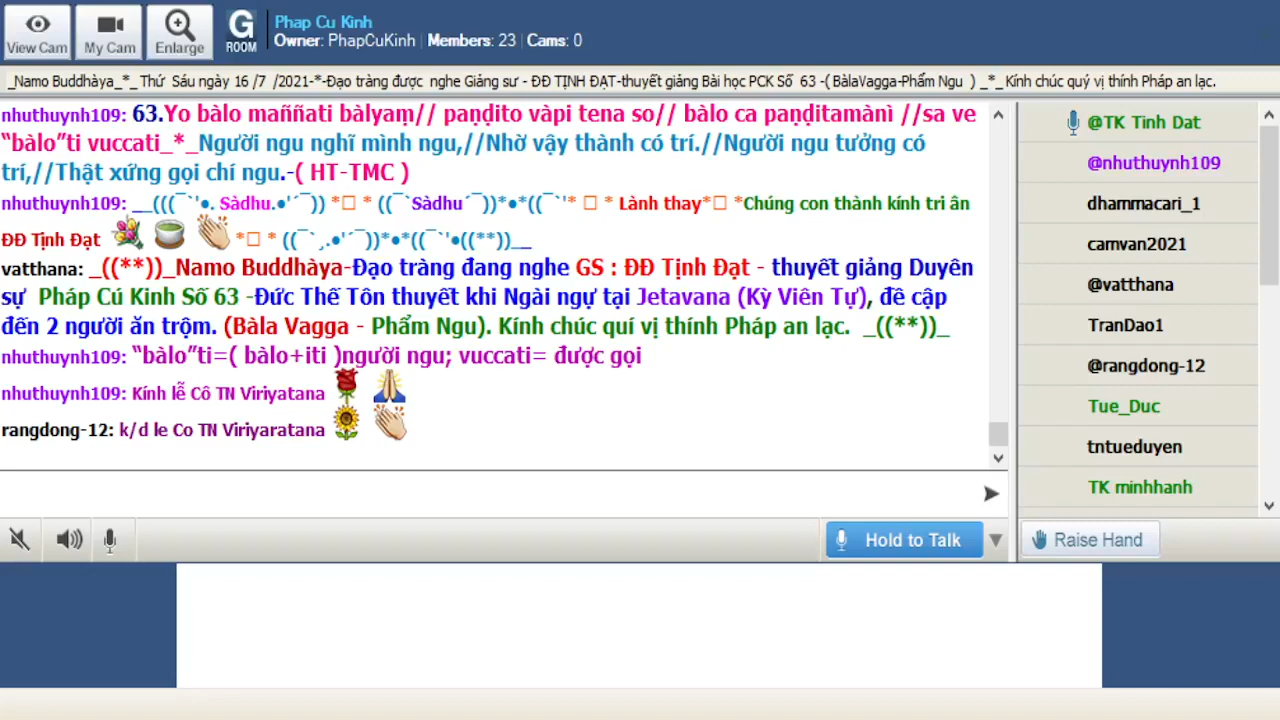 View Cam
My Cam
Enlarge
G
ROOM
Phap Cu Kinh
Owner: PhapCuKinh | Members: 23 | Cams: 0
_Namo Buddhàya_*_ Thứ Sáu ngày 16 /7 /2021-*-Đạo tràng được nghe Giảng sư - ĐĐ TỊNH ĐẠT-thuyết giảng Bài học PCK Số 63 -( BàlaVagga-Phẩm Ngu ) _*_ Kính chúc quý vị thính Pháp an lạc.
nhuthuynh109: 63.Yo bàlo maññati bàlyaṃ// paṇḍito vàpi tena so// bàlo ca paṇḍitamànì //sa ve
“bàlo”ti vuccati_*_Người ngu nghĩ mình ngu,//Nhờ vậy thành có trí.//Người ngu tưởng có
trí,//Thật xứng gọi chí ngu.-( HT-TMC )
nhuthuynh109: __(((¯`'•. Sàdhu.•'´¯)) *□ * ((¯`Sàdhu´¯))*•*((¯`'* □ * Lành thay*□ *Chúng con thành kính tri ân
ĐĐ Tịnh Đạt *□ * ((¯`¸.•'´¯))*•*((¯`'•((**))__
vatthana: _((**))_Namo Buddhàya-Đạo tràng đang nghe GS : ĐĐ Tịnh Đạt - thuyết giảng Duyên
sự Pháp Cú Kinh Số 63 -Đức Thế Tôn thuyết khi Ngài ngự tại Jetavana (Kỳ Viên Tự), đề cập
đến 2 người ăn trộm. (Bàla Vagga - Phẩm Ngu). Kính chúc quí vị thính Pháp an lạc. _((**))_
nhuthuynh109: “bàlo”ti=( bàlo+iti )người ngu; vuccati= được gọi
nhuthuynh109: Kính lễ Cô TN Viriyatana
rangdong-12: k/d le Co TN Viriyaratana
@TK Tinh Dat
@nhuthuynh109
dhammacari_1
camvan2021
@vatthana
TranDao1
@rangdong-12
Tue_Duc
tntueduyen
TK minhhanh
Hold to Talk
Raise Hand